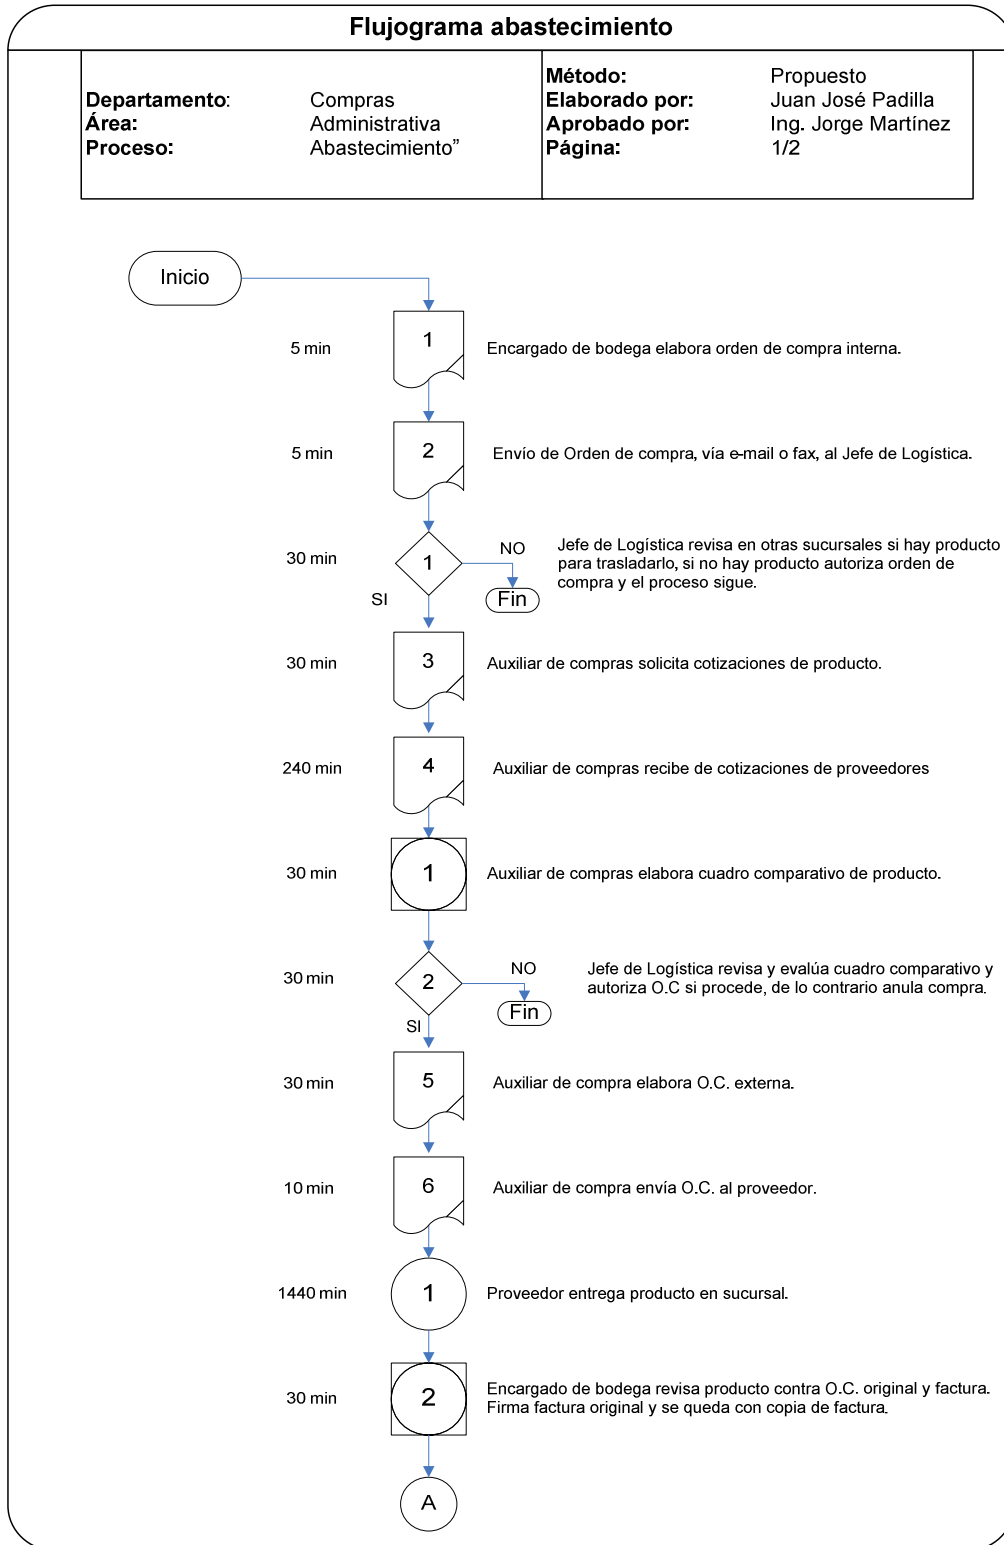 Flujograma abastecimiento
Departamento: Compras
Área: Administrativa
Proceso: Abastecimiento”
Método: Propuesto
Elaborado por: Juan José Padilla
Aprobado por: Ing. Jorge Martínez
Página: 1/2
Inicio
5 min
1
Encargado de bodega elabora orden de compra interna.
5 min
2
Envío de Orden de compra, vía e-mail o fax, al Jefe de Logística.
30 min
1
NO
Fin
SI
Jefe de Logística revisa en otras sucursales si hay producto
para trasladarlo, si no hay producto autoriza orden de
compra y el proceso sigue.
30 min
3
Auxiliar de compras solicita cotizaciones de producto.
240 min
4
Auxiliar de compras recibe de cotizaciones de proveedores
30 min
1
Auxiliar de compras elabora cuadro comparativo de producto.
30 min
2
NO
Fin
SI
Jefe de Logística revisa y evalúa cuadro comparativo y
autoriza O.C si procede, de lo contrario anula compra.
30 min
5
Auxiliar de compra elabora O.C. externa.
10 min
6
Auxiliar de compra envía O.C. al proveedor.
1440 min
1
Proveedor entrega producto en sucursal.
30 min
2
Encargado de bodega revisa producto contra O.C. original y factura.
Firma factura original y se queda con copia de factura.
A